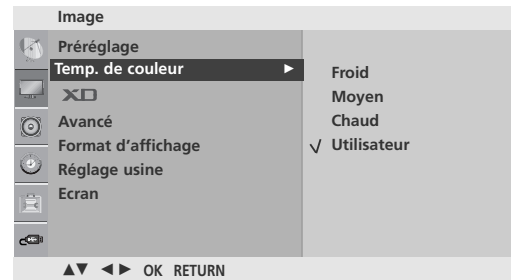 Image
Préréglage
Temp. de couleur ►
XD
Avancé
Format d'affichage
Réglage usine
Ecran
Froid
Moyen
Chaud
√ Utilisateur
▲▼ ◄► OK RETURN